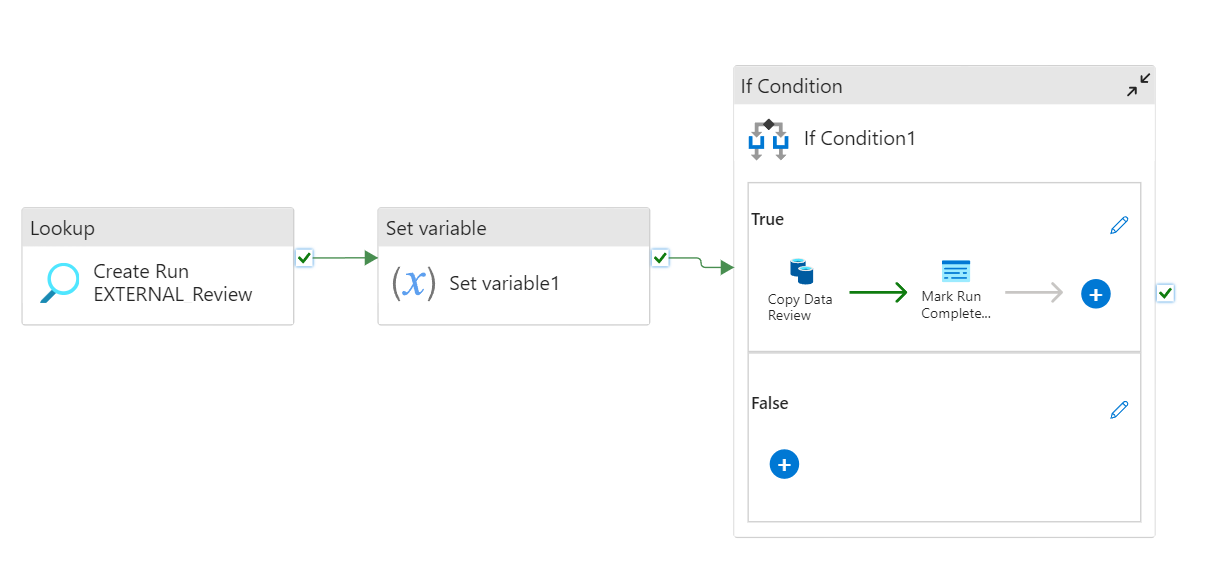 If Condition
If Condition1
Lookup
Create Run
EXTERNAL Review
Set variable
(x)
Set variable1
True
Copy Data
Review
Mark Run
Complete...
False